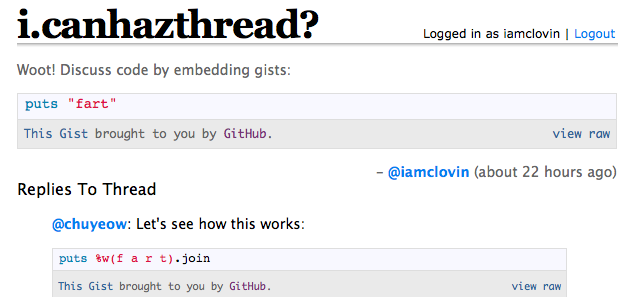 i.canhazthread?
Logged in as iamclovin | Logout
Woot! Discuss code by embedding gists:
puts "fart"
This Gist brought to you by GitHub. view raw
– @iamclovin (about 22 hours ago)
Replies To Thread
@chuyeow: Let's see how this works:
puts %w(f a r t).join
This Gist brought to you by GitHub. view raw